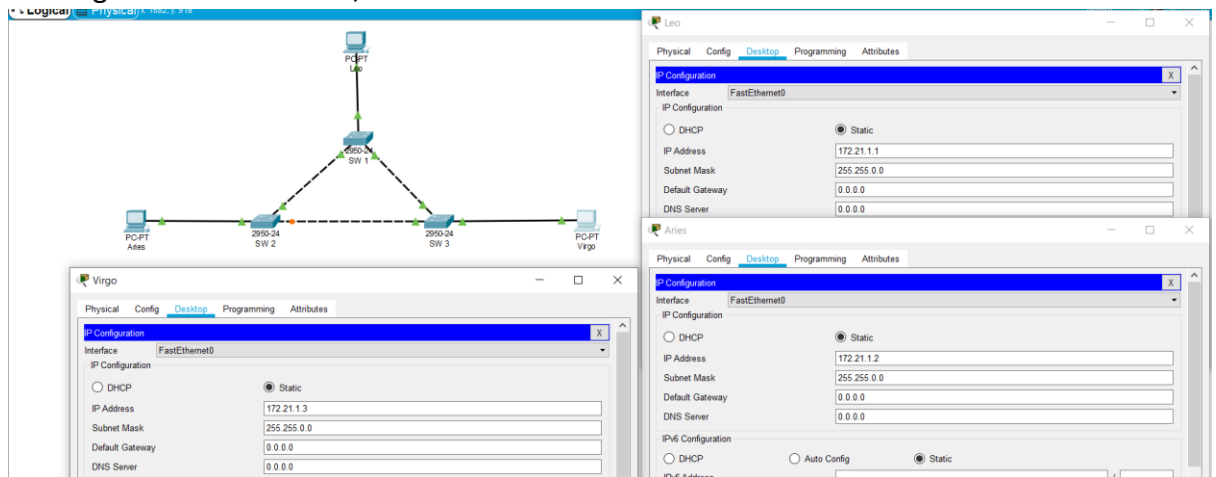 Logical
Physical x: 1682, y: 918
PC-PT
Leo
2950-24
SW 1
PC-PT
Aries
2950-24
SW 2
2950-24
SW 3
PC-PT
Virgo
Leo
Physical Config Desktop Programming Attributes
IP Configuration X
Interface FastEthernet0
IP Configuration
DHCP Static
IP Address 172.21.1.1
Subnet Mask 255.255.0.0
Default Gateway 0.0.0.0
DNS Server 0.0.0.0
Aries
Physical Config Desktop Programming Attributes
IP Configuration X
Interface FastEthernet0
IP Configuration
DHCP Static
IP Address 172.21.1.2
Subnet Mask 255.255.0.0
Default Gateway 0.0.0.0
DNS Server 0.0.0.0
IPv6 Configuration
DHCP Auto Config Static
IPv6 Address /
Virgo
Physical Config Desktop Programming Attributes
IP Configuration X
Interface FastEthernet0
IP Configuration
DHCP Static
IP Address 172.21.1.3
Subnet Mask 255.255.0.0
Default Gateway 0.0.0.0
DNS Server 0.0.0.0